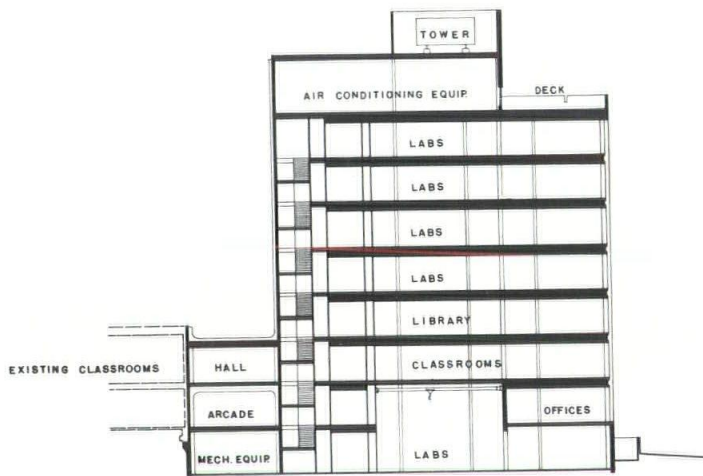 TOWER
AIR CONDITIONING EQUIP.
DECK
LABS
LABS
LABS
LABS
LIBRARY
EXISTING CLASSROOMS
HALL
CLASSROOMS
ARCADE
OFFICES
MECH. EQUIP.
LABS